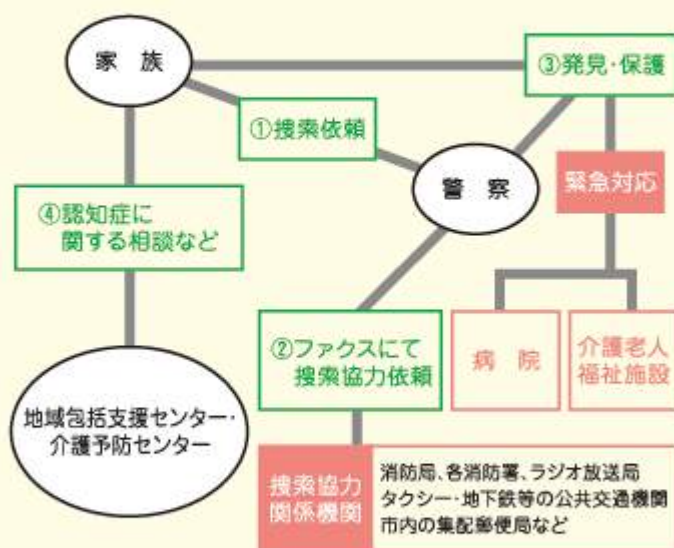 家 族
③発見・保護
①捜索依頼
警 察
緊急対応
④認知症に
関する相談など
②ファクスにて
捜索協力依頼
病 院
介護老人
福祉施設
地域包括支援センター・
介護予防センター
捜索協力
関係機関
消防局、各消防署、ラジオ放送局
タクシー・地下鉄等の公共交通機関
市内の集配郵便局など